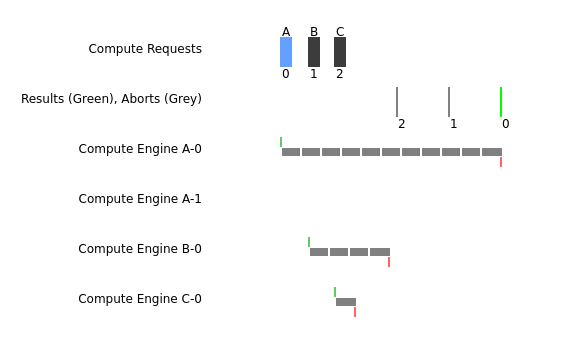 A B C
Compute Requests
0 1 2
Results (Green), Aborts (Grey)
2 1 0
Compute Engine A-0
Compute Engine A-1
Compute Engine B-0
Compute Engine C-0